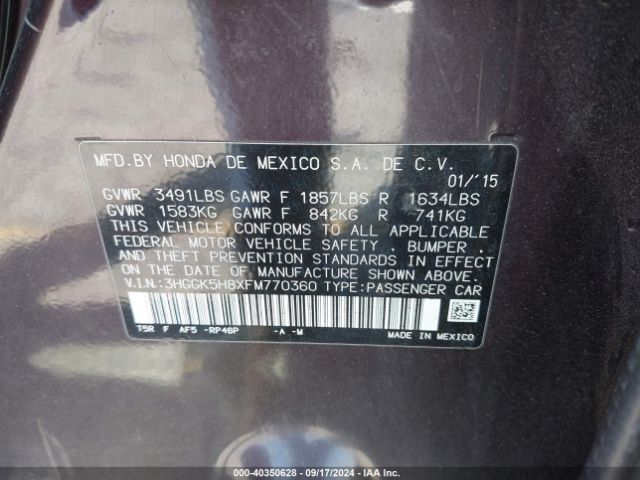 MFD.BY HONDA DE MEXICO S.A. DE C.V.
01/'15
GVWR 3491LBS GAWR F 1857LBS R 1634LBS
GVWR 1583KG GAWR F 842KG R 741KG
THIS VEHICLE CONFORMS TO ALL APPLICABLE
FEDERAL MOTOR VEHICLE SAFETY . BUMPER .
AND THEFT PREVENTION STANDARDS IN EFFECT
ON THE DATE OF MANUFACTURE SHOWN ABOVE.
V.I.N.:3HGGK5H8XFM770360 TYPE:PASSENGER CAR
T5R F AF5 -RP46P -A -M
MADE IN MEXICO
000-40350628 - 09/17/2024 - IAA Inc.